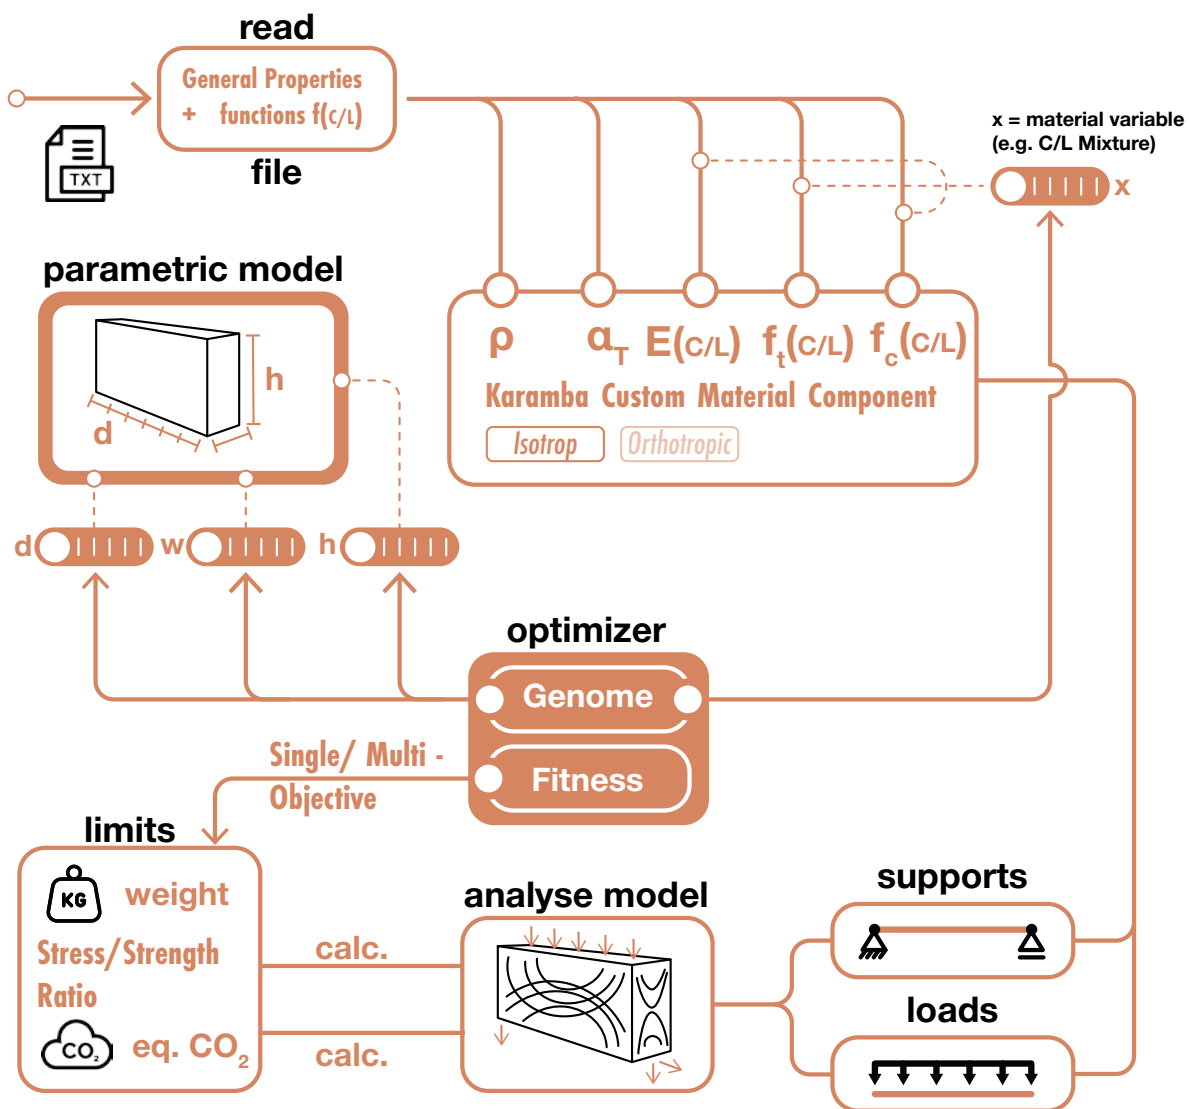 read
General Properties
+ functions f(C/L)
file
TXT
x = material variable
(e.g. C/L Mixture)
x
parametric model
h
d
ρ
α_T
E(C/L)
f_t(C/L)
f_c(C/L)
Karamba Custom Material Component
Isotrop
Orthotropic
d
w
h
optimizer
Genome
Fitness
Single/ Multi -
Objective
limits
KG
weight
Stress/Strength
Ratio
CO₂
eq. CO₂
calc.
calc.
analyse model
supports
loads